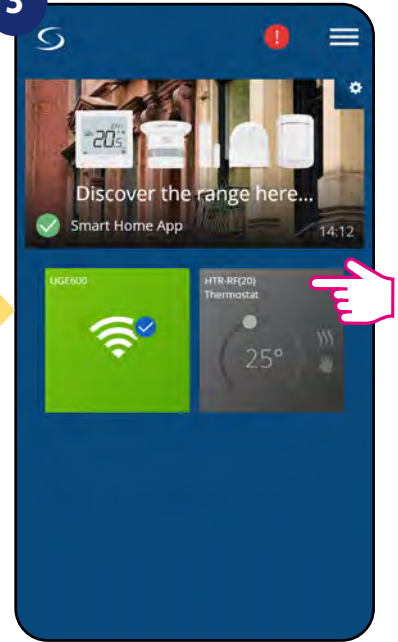 3
!
20.5
Discover the range here...
Smart Home App
14:12
UGE600
HTR-RF(20)
Thermostat
25°